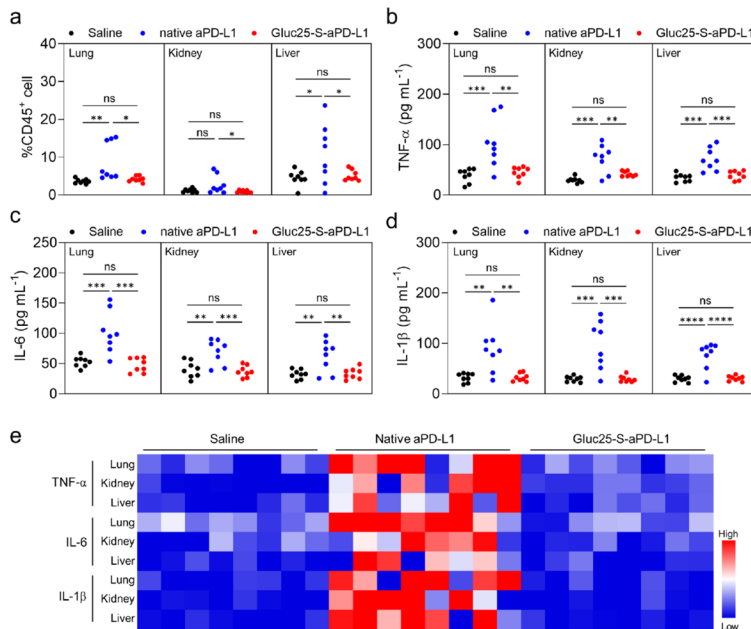 a
Saline native aPD-L1 Gluc25-S-aPD-L1
%CD45+ cell
40
30
20
10
0
Lung Kidney Liver
ns
** *
ns
ns *
ns
* *
b
Saline native aPD-L1 Gluc25-S-aPD-L1
TNF-α (pg mL⁻¹)
300
200
100
0
Lung Kidney Liver
ns
*** **
ns
*** **
ns
*** ***
c
Saline native aPD-L1 Gluc25-S-aPD-L1
IL-6 (pg mL⁻¹)
250
200
150
100
50
0
Lung Kidney Liver
ns
*** ***
ns
** ***
ns
** **
d
Saline native aPD-L1 Gluc25-S-aPD-L1
IL-1β (pg mL⁻¹)
300
200
100
0
Lung Kidney Liver
ns
** **
ns
*** ***
ns
**** ****
e
Saline Native aPD-L1 Gluc25-S-aPD-L1
TNF-α
Lung
Kidney
Liver
IL-6
Lung
Kidney
Liver
IL-1β
Lung
Kidney
Liver
High
Low